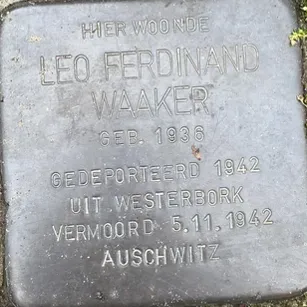 HIER WOONDE
LEO FERDINAND
WAAKER
GEB. 1936
GEDEPORTEERD 1942
UIT WESTERBORK
VERMOORD 5.11.1942
AUSCHWITZ